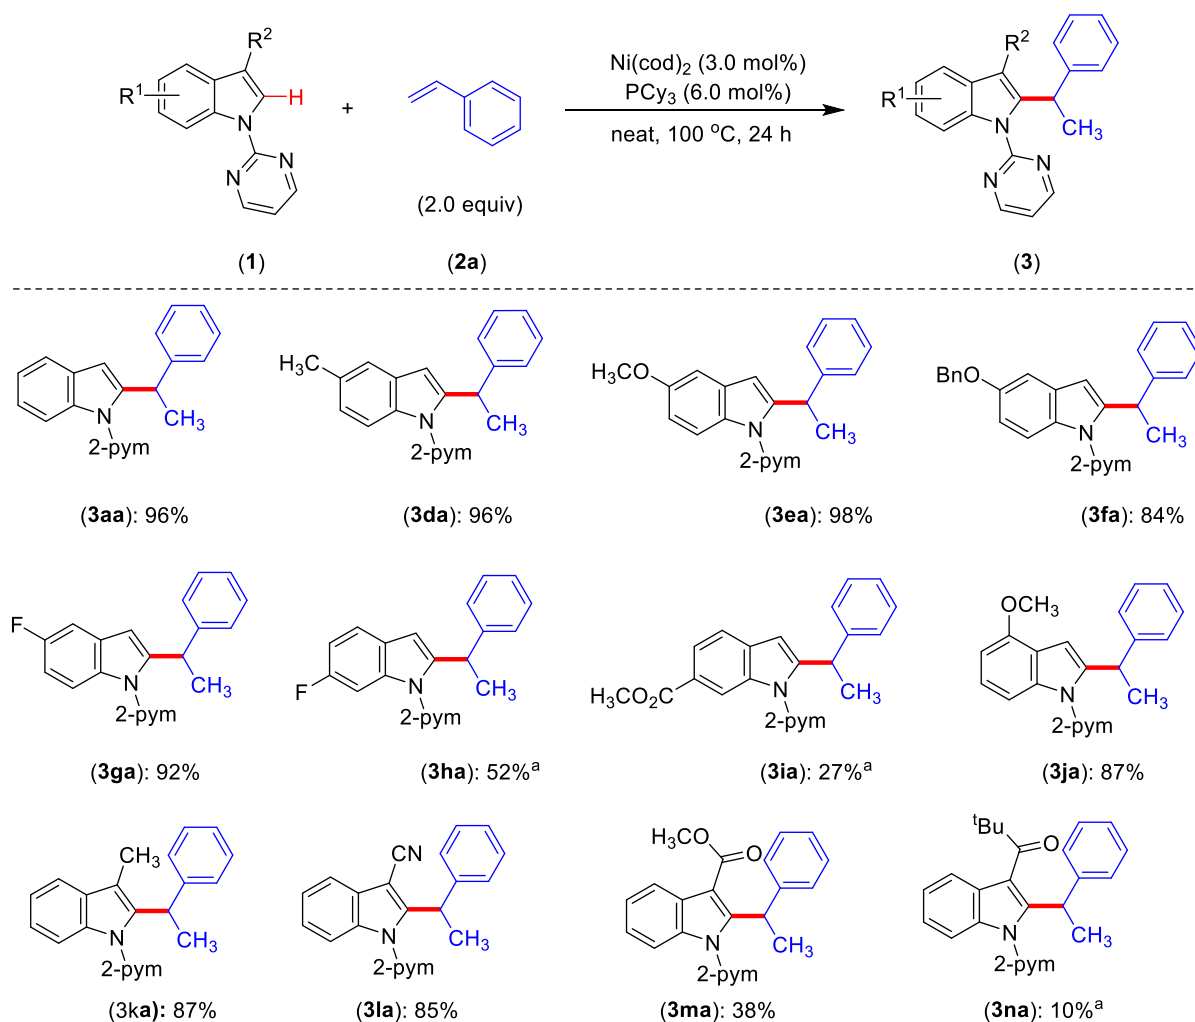 R2
R1
H
N
N
N
+
(2.0 equiv)
Ni(cod)2 (3.0 mol%)
PCy3 (6.0 mol%)
neat, 100 oC, 24 h
R2
R1
N
CH3
N
N
(1)
(2a)
(3)
N
CH3
2-pym
H3C
N
CH3
2-pym
CH3O
N
CH3
2-pym
BnO
N
CH3
2-pym
(3aa): 96%
(3da): 96%
(3ea): 98%
(3fa): 84%
F
N
CH3
2-pym
F
N
CH3
2-pym
CH3O2C
N
CH3
2-pym
OCH3
N
CH3
2-pym
(3ga): 92%
(3ha): 52%a
(3ia): 27%a
(3ja): 87%
CH3
N
CH3
2-pym
CN
N
CH3
2-pym
CH3O
O
N
CH3
2-pym
tBu
O
N
CH3
2-pym
(3ka): 87%
(3la): 85%
(3ma): 38%
(3na): 10%a